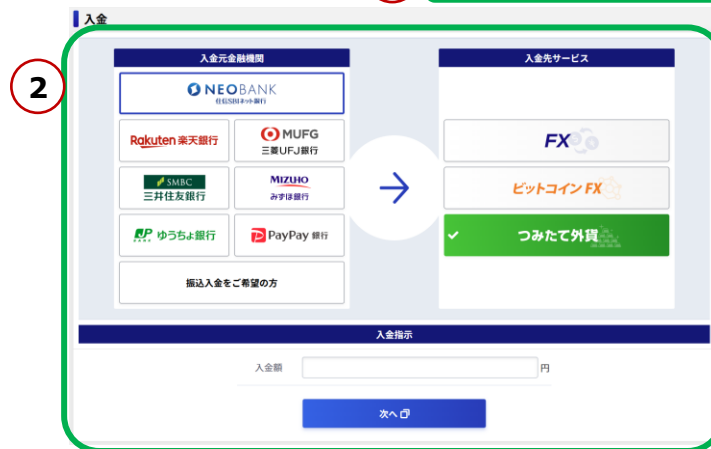 入金
2
入金元金融機関
入金先サービス
NEOBANK
住信SBIネット銀行
Rakuten 楽天銀行
MUFG
三菱UFJ銀行
FX
SMBC
三井住友銀行
MIZUHO
みずほ銀行
ビットコイン FX
JP ゆうちょ銀行
PayPay 銀行
つみたて外貨
振込入金をご希望の方
入金指示
入金額
円
次へ